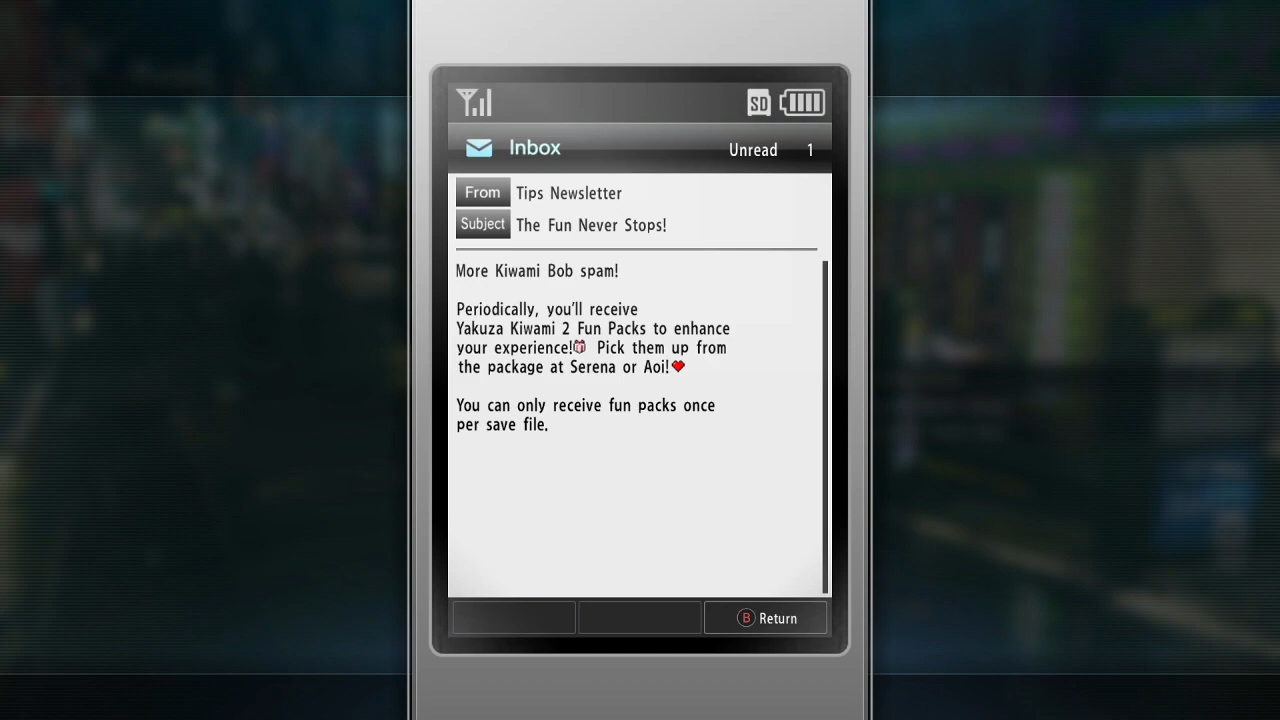 SD
Inbox
Unread 1
From Tips Newsletter
Subject The Fun Never Stops!
More Kiwami Bob spam!
Periodically, you'll receive
Yakuza Kiwami 2 Fun Packs to enhance
your experience! Pick them up from
the package at Serena or Aoi!
You can only receive fun packs once
per save file.
B Return